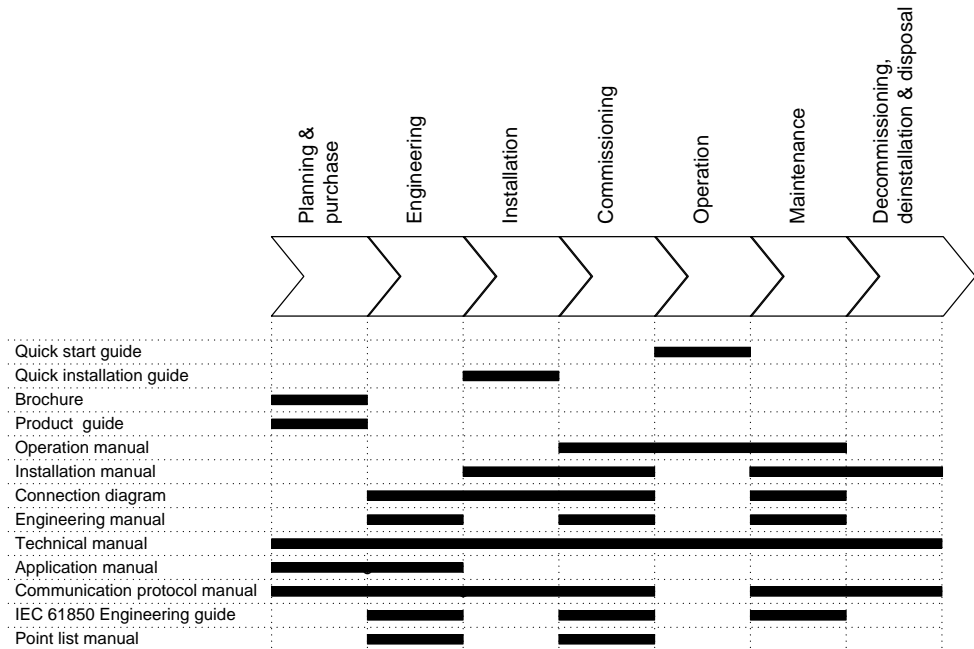 Planning &
purchase
Engineering
Installation
Commissioning
Operation
Maintenance
Decommissioning,
deinstallation & disposal
Quick start guide
Quick installation guide
Brochure
Product guide
Operation manual
Installation manual
Connection diagram
Engineering manual
Technical manual
Application manual
Communication protocol manual
IEC 61850 Engineering guide
Point list manual